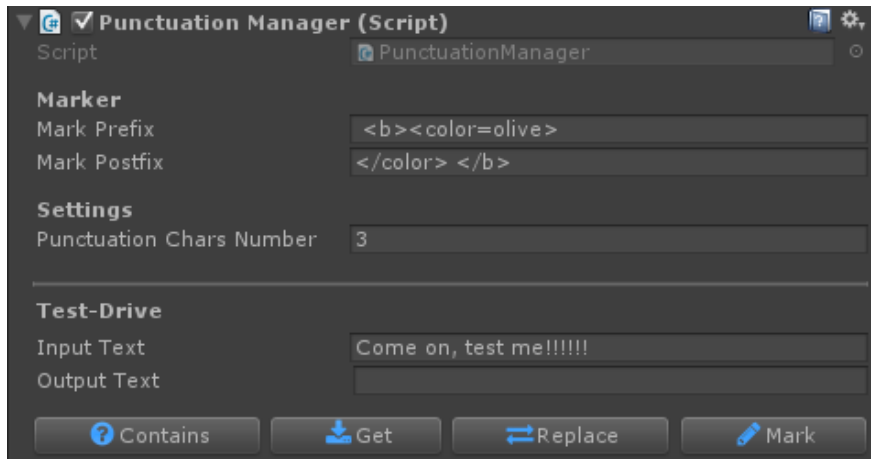 Punctuation Manager (Script)
Script PunctuationManager
Marker
Mark Prefix <b><color=olive>
Mark Postfix </color> </b>
Settings
Punctuation Chars Number 3
Test-Drive
Input Text Come on, test me!!!!!!
Output Text
Contains Get Replace Mark